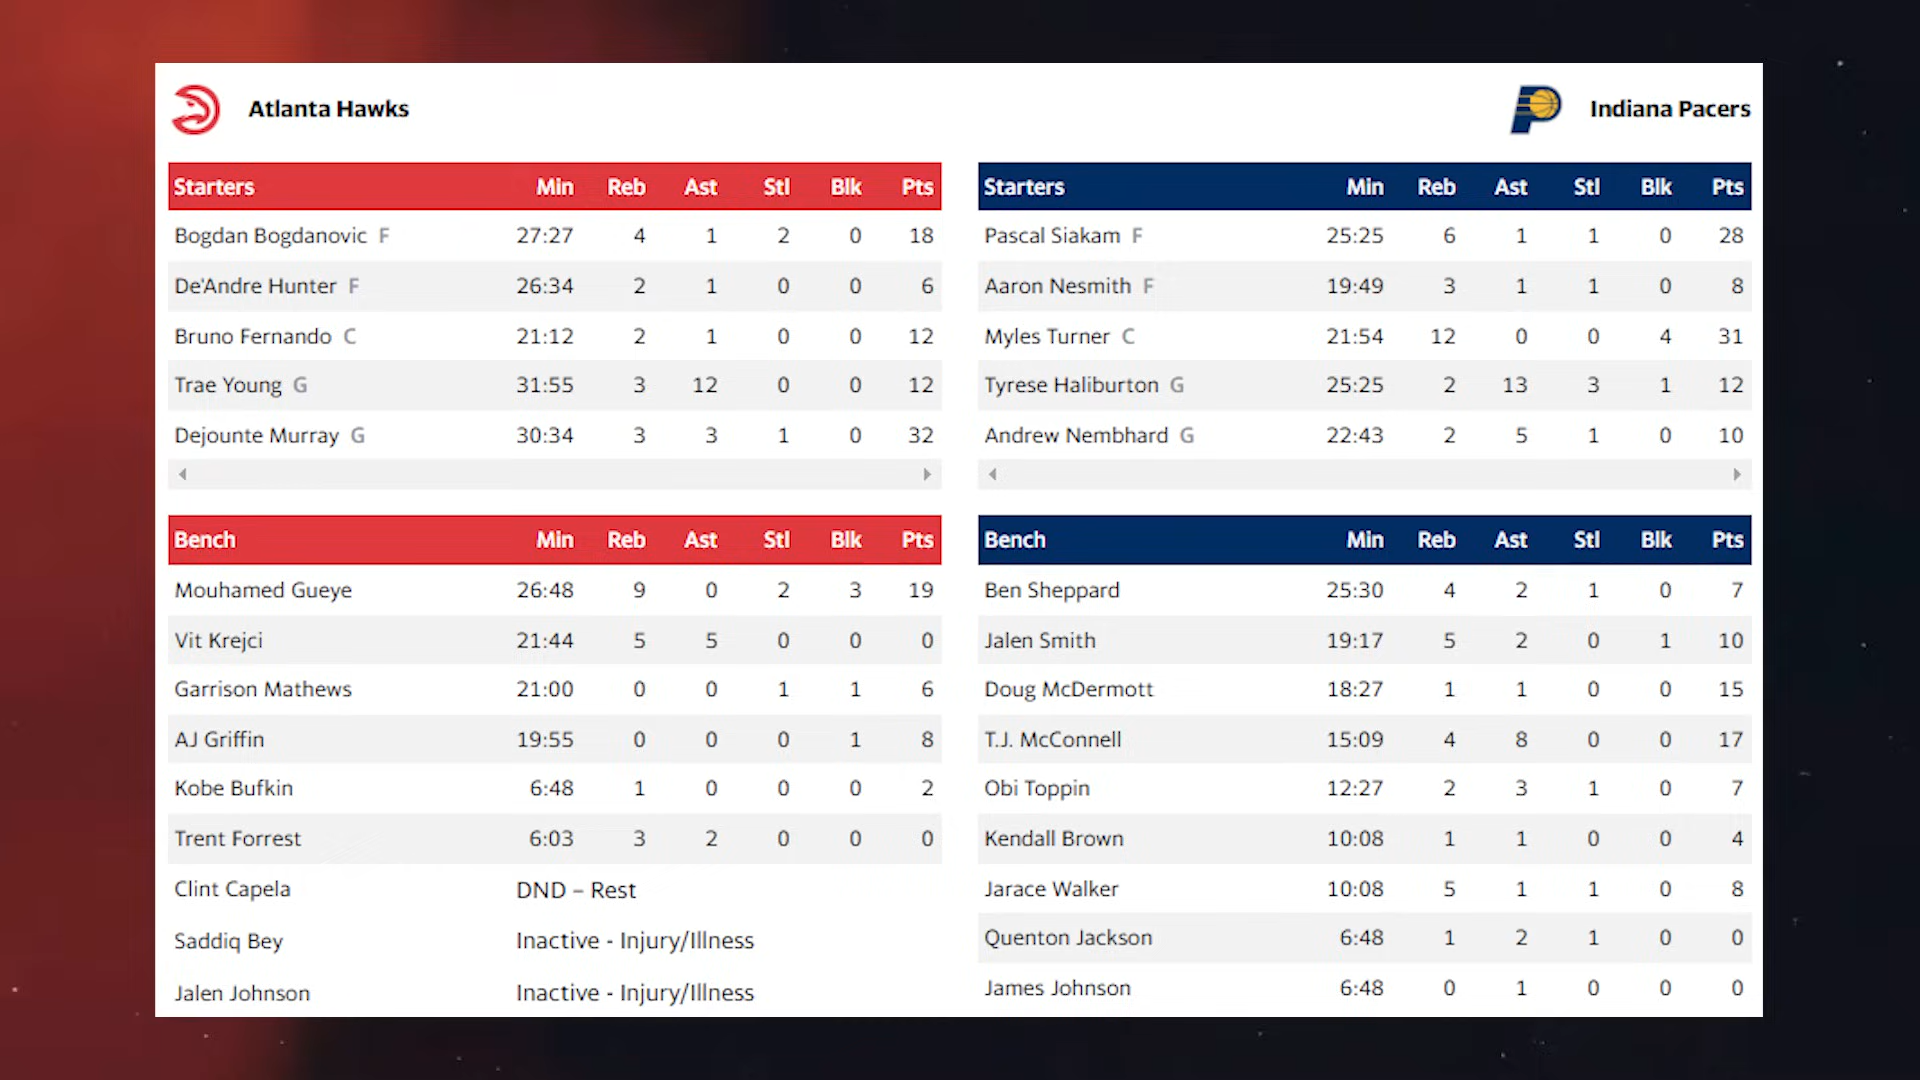 Atlanta Hawks
Starters Min Reb Ast Stl Blk Pts
Bogdan Bogdanovic F 27:27 4 1 2 0 18
De'Andre Hunter F 26:34 2 1 0 0 6
Bruno Fernando C 21:12 2 1 0 0 12
Trae Young G 31:55 3 12 0 0 12
Dejounte Murray G 30:34 3 3 1 0 32
Bench Min Reb Ast Stl Blk Pts
Mouhamed Gueye 26:48 9 0 2 3 19
Vit Krejci 21:44 5 5 0 0 0
Garrison Mathews 21:00 0 0 1 1 6
AJ Griffin 19:55 0 0 0 1 8
Kobe Bufkin 6:48 1 0 0 0 2
Trent Forrest 6:03 3 2 0 0 0
Clint Capela DND – Rest
Saddiq Bey Inactive - Injury/Illness
Jalen Johnson Inactive - Injury/Illness
Indiana Pacers
Starters Min Reb Ast Stl Blk Pts
Pascal Siakam F 25:25 6 1 1 0 28
Aaron Nesmith F 19:49 3 1 1 0 8
Myles Turner C 21:54 12 0 0 4 31
Tyrese Haliburton G 25:25 2 13 3 1 12
Andrew Nembhard G 22:43 2 5 1 0 10
Bench Min Reb Ast Stl Blk Pts
Ben Sheppard 25:30 4 2 1 0 7
Jalen Smith 19:17 5 2 0 1 10
Doug McDermott 18:27 1 1 0 0 15
T.J. McConnell 15:09 4 8 0 0 17
Obi Toppin 12:27 2 3 1 0 7
Kendall Brown 10:08 1 1 0 0 4
Jarace Walker 10:08 5 1 1 0 8
Quenton Jackson 6:48 1 2 1 0 0
James Johnson 6:48 0 1 0 0 0